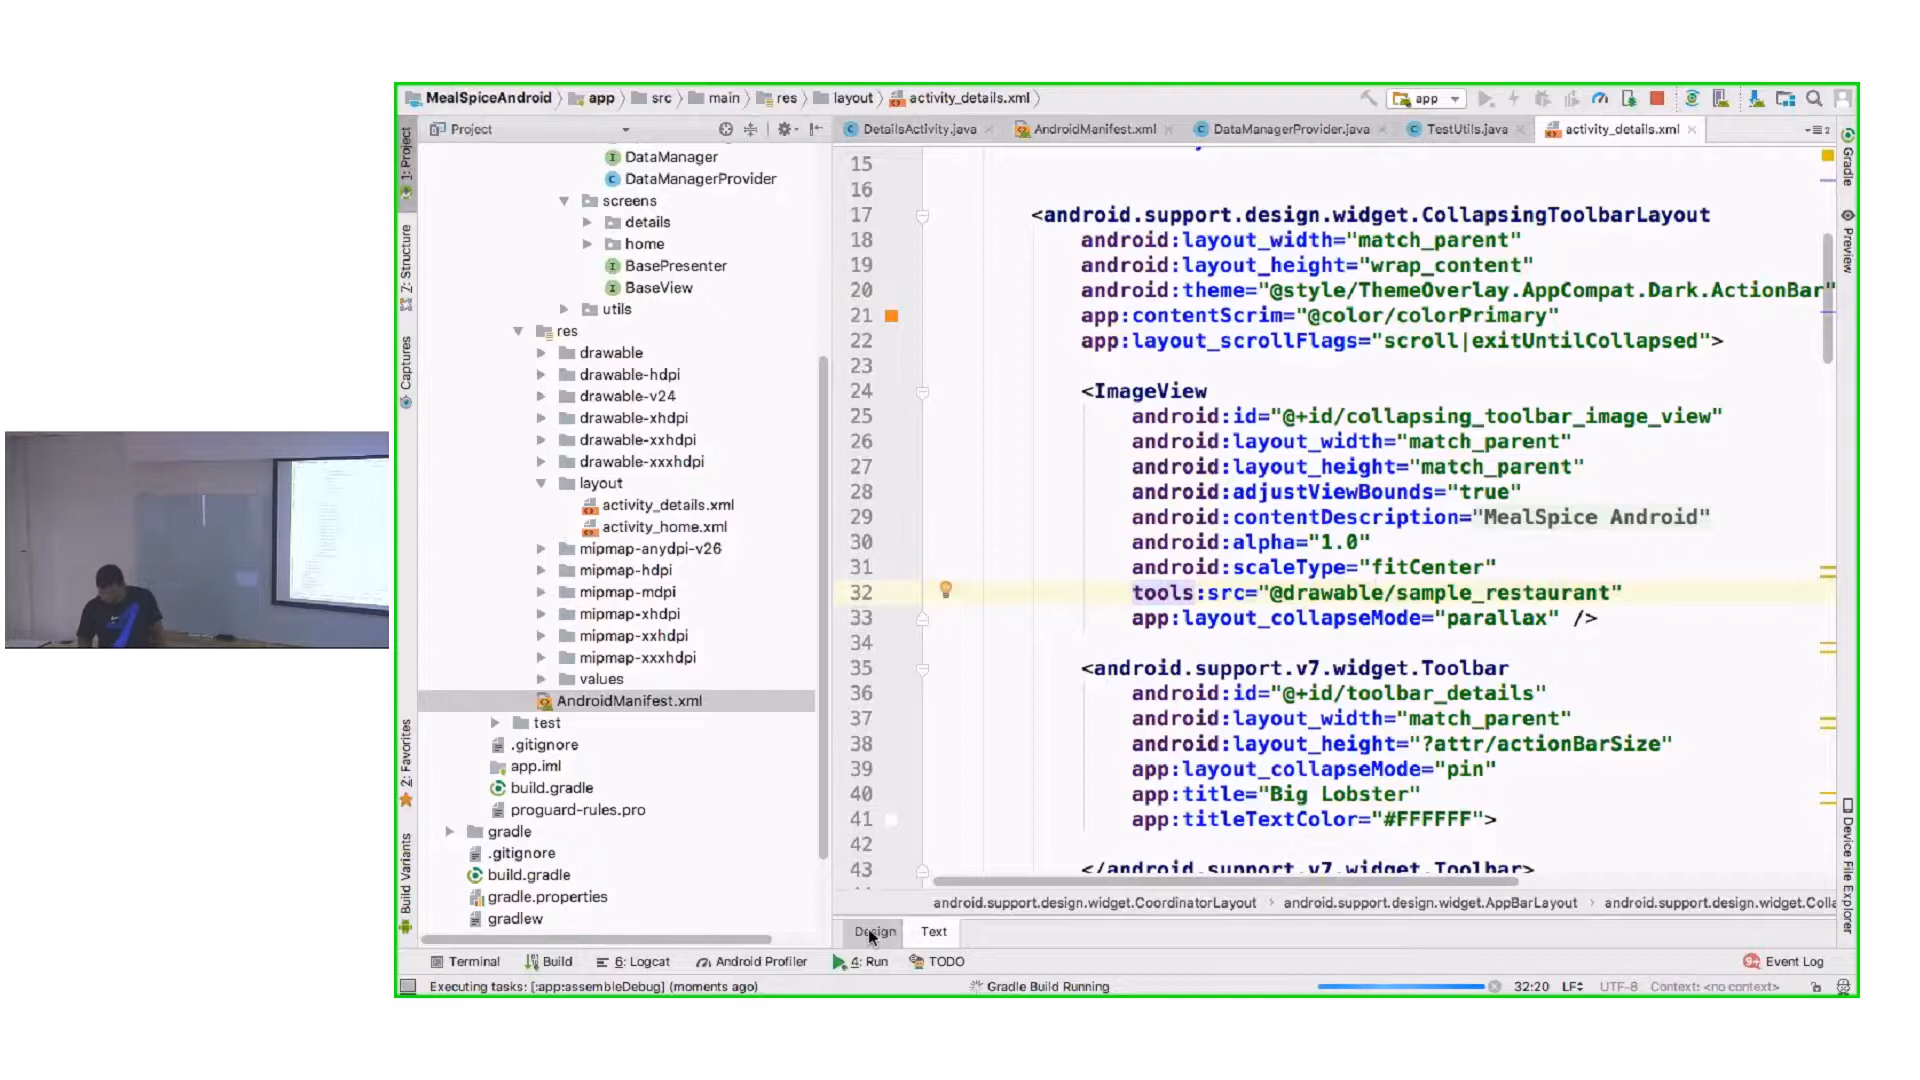 MealSpiceAndroid app src main res layout activity_details.xml app
Project
DetailsActivity.java AndroidManifest.xml DataManagerProvider.java TestUtils.java activity_details.xml
1: Project
7: Structure
Captures
2: Favorites
Build Variants
DataManager
DataManagerProvider
screens
details
home
BasePresenter
BaseView
utils
res
drawable
drawable-hdpi
drawable-v24
drawable-xhdpi
drawable-xxhdpi
drawable-xxxhdpi
layout
activity_details.xml
activity_home.xml
mipmap-anydpi-v26
mipmap-hdpi
mipmap-mdpi
mipmap-xhdpi
mipmap-xxhdpi
mipmap-xxxhdpi
values
AndroidManifest.xml
test
.gitignore
app.iml
build.gradle
proguard-rules.pro
gradle
.gitignore
build.gradle
gradle.properties
gradlew
15
16
17 <android.support.design.widget.CollapsingToolbarLayout
18 android:layout_width="match_parent"
19 android:layout_height="wrap_content"
20 android:theme="@style/ThemeOverlay.AppCompat.Dark.ActionBar"
21 app:contentScrim="@color/colorPrimary"
22 app:layout_scrollFlags="scroll|exitUntilCollapsed">
23
24 <ImageView
25 android:id="@+id/collapsing_toolbar_image_view"
26 android:layout_width="match_parent"
27 android:layout_height="match_parent"
28 android:adjustViewBounds="true"
29 android:contentDescription="MealSpice Android"
30 android:alpha="1.0"
31 android:scaleType="fitCenter"
32 tools:src="@drawable/sample_restaurant"
33 app:layout_collapseMode="parallax" />
34
35 <android.support.v7.widget.Toolbar
36 android:id="@+id/toolbar_details"
37 android:layout_width="match_parent"
38 android:layout_height="?attr/actionBarSize"
39 app:layout_collapseMode="pin"
40 app:title="Big Lobster"
41 app:titleTextColor="#FFFFFF">
42
43 </android.support.v7.widget.Toolbar>
android.support.design.widget.CoordinatorLayout android.support.design.widget.AppBarLayout android.support.design.widget.Colla
Design Text
Gradle
Preview
Device File Explorer
Terminal Build 6: Logcat Android Profiler 4: Run TODO Event Log
Executing tasks: [:app:assembleDebug] (moments ago) Gradle Build Running 32:20 LF UTF-8 Context: <no context>